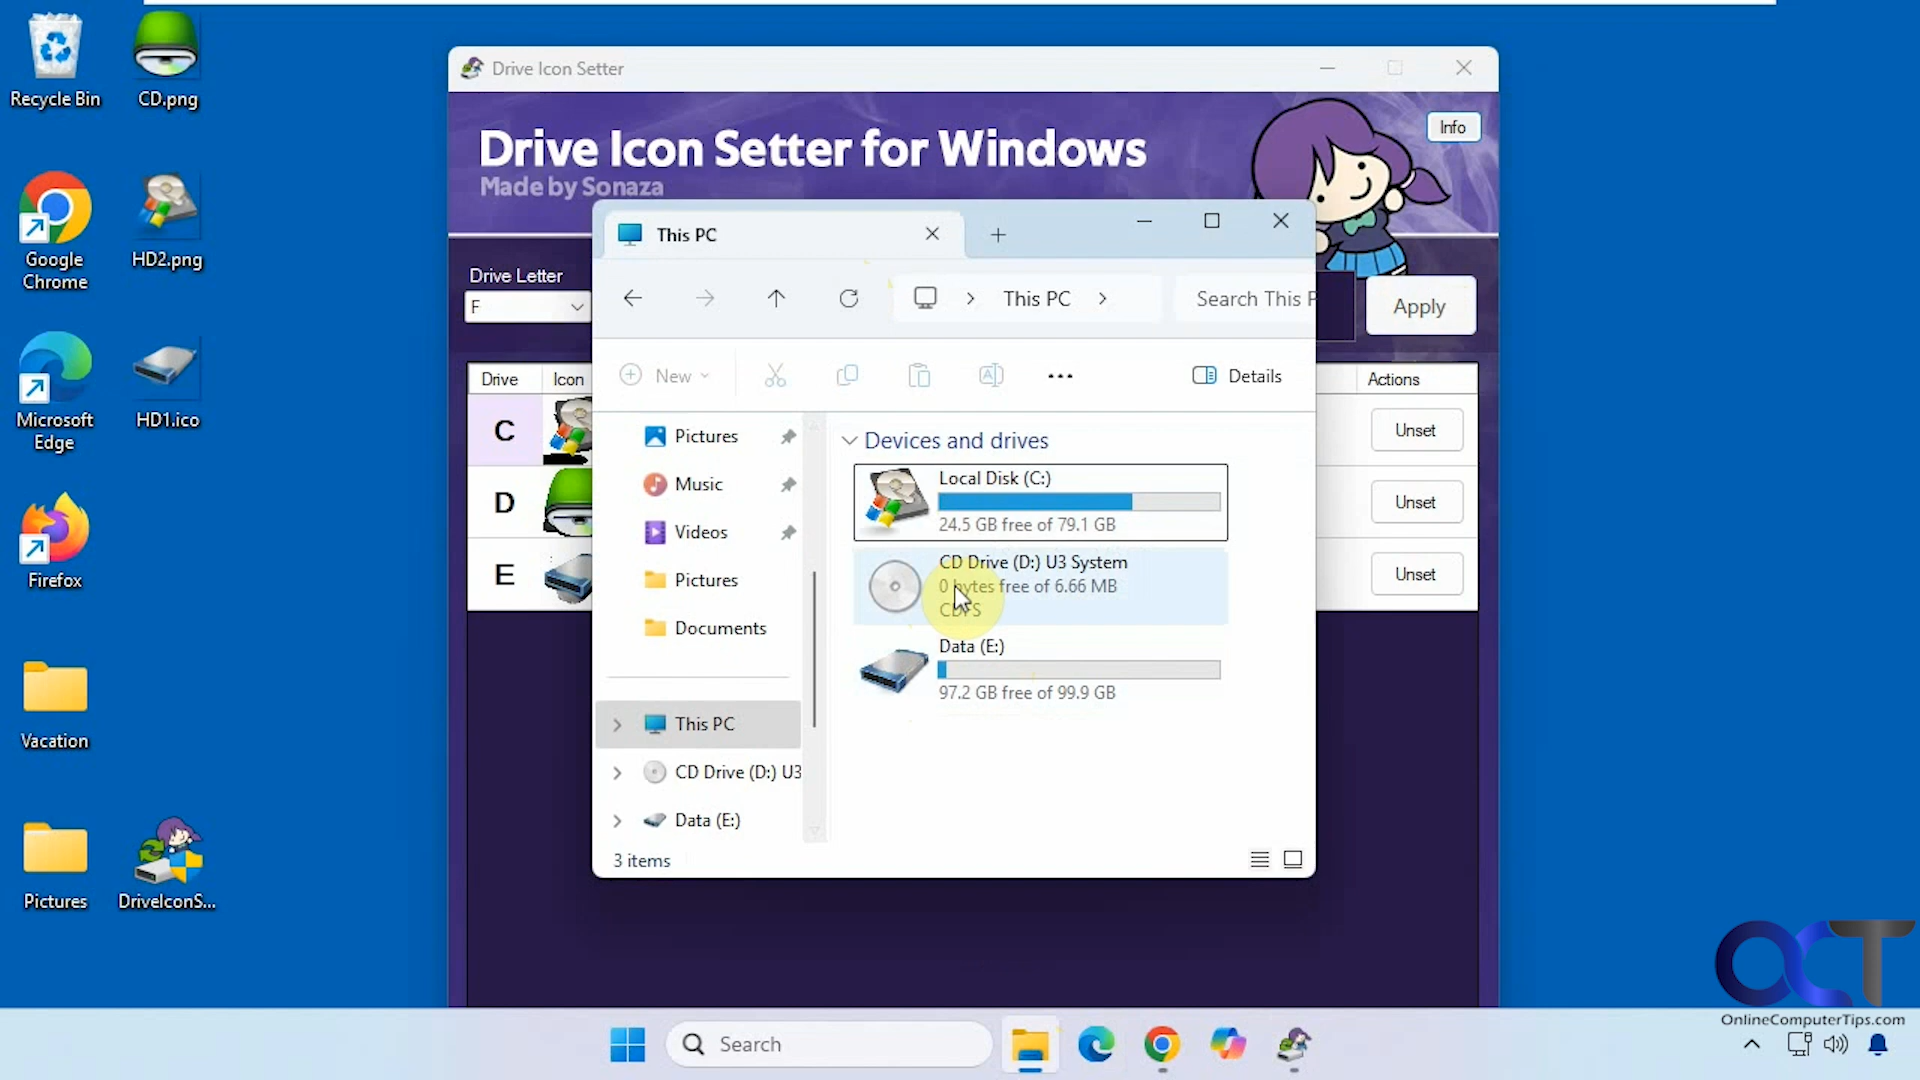 Recycle Bin
CD.png
Google
Chrome
HD2.png
Microsoft
Edge
HD1.ico
Firefox
Vacation
Pictures
DriveIconS...
Drive Icon Setter
Drive Icon Setter for Windows
Made by Sonaza
Info
Drive Letter
F
Apply
Drive
Icon
Actions
C
Unset
D
Unset
E
Unset
This PC
This PC
Search This P
New
Details
Pictures
Music
Videos
Pictures
Documents
This PC
CD Drive (D:) U3
Data (E:)
Devices and drives
Local Disk (C:)
24.5 GB free of 79.1 GB
CD Drive (D:) U3 System
0 bytes free of 6.66 MB
CDFS
Data (E:)
97.2 GB free of 99.9 GB
3 items
Search
OCT
OnlineComputerTips.com